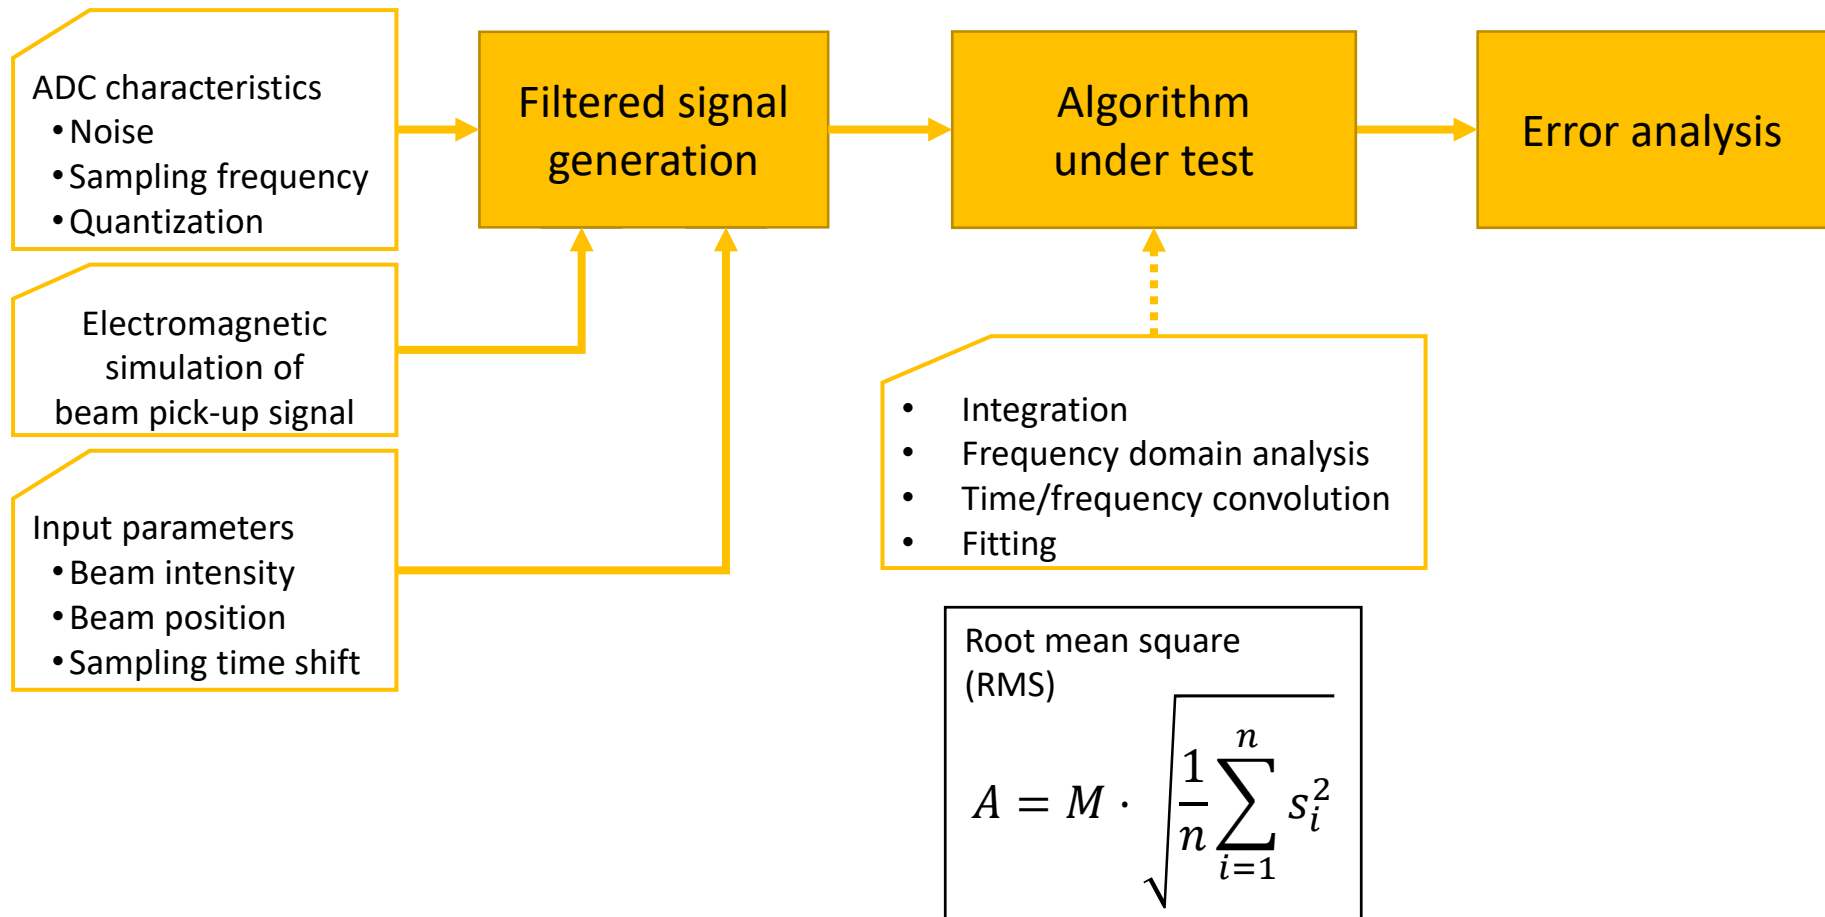 ADC characteristics
• Noise
• Sampling frequency
• Quantization
Filtered signal
generation
Algorithm
under test
Error analysis
Electromagnetic
simulation of
beam pick-up signal
Input parameters
• Beam intensity
• Beam position
• Sampling time shift
• Integration
• Frequency domain analysis
• Time/frequency convolution
• Fitting
Root mean square
(RMS)
A = M · √(1/n ∑_{i=1}^{n} s_i^2)